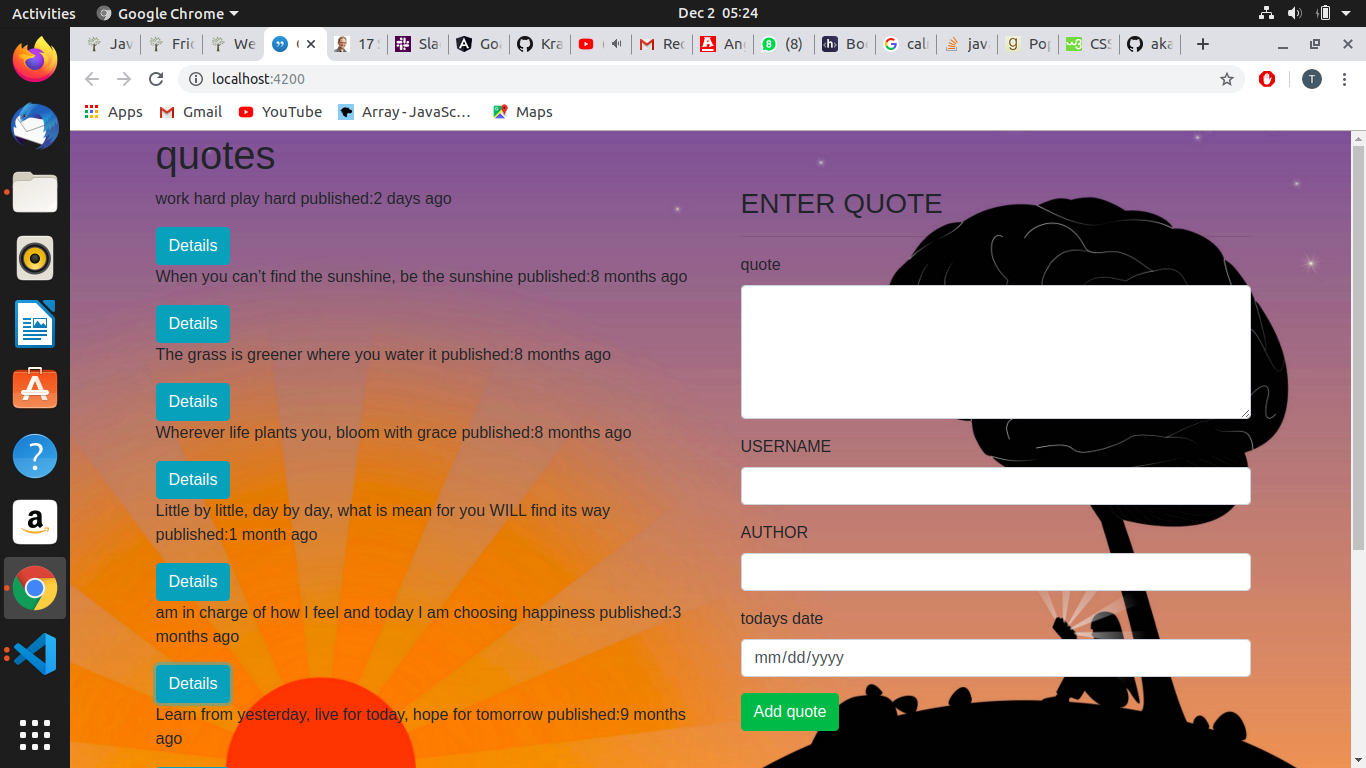 Activities
Google Chrome
Dec 2 05:24
Jav
Fric
We
17 S
Sla
Goo
Kra
Rec
Ang
(8)
Boo
calm
java
Pop
CSS
aka
localhost:4200
T
Apps
Gmail
YouTube
Array - JavaSc...
Maps
quotes
work hard play hard published:2 days ago
Details
When you can't find the sunshine, be the sunshine published:8 months ago
Details
The grass is greener where you water it published:8 months ago
Details
Wherever life plants you, bloom with grace published:8 months ago
Details
Little by little, day by day, what is mean for you WILL find its way
published:1 month ago
Details
am in charge of how I feel and today I am choosing happiness published:3
months ago
Details
Learn from yesterday, live for today, hope for tomorrow published:9 months
ago
ENTER QUOTE
quote
USERNAME
AUTHOR
todays date
mm/dd/yyyy
Add quote